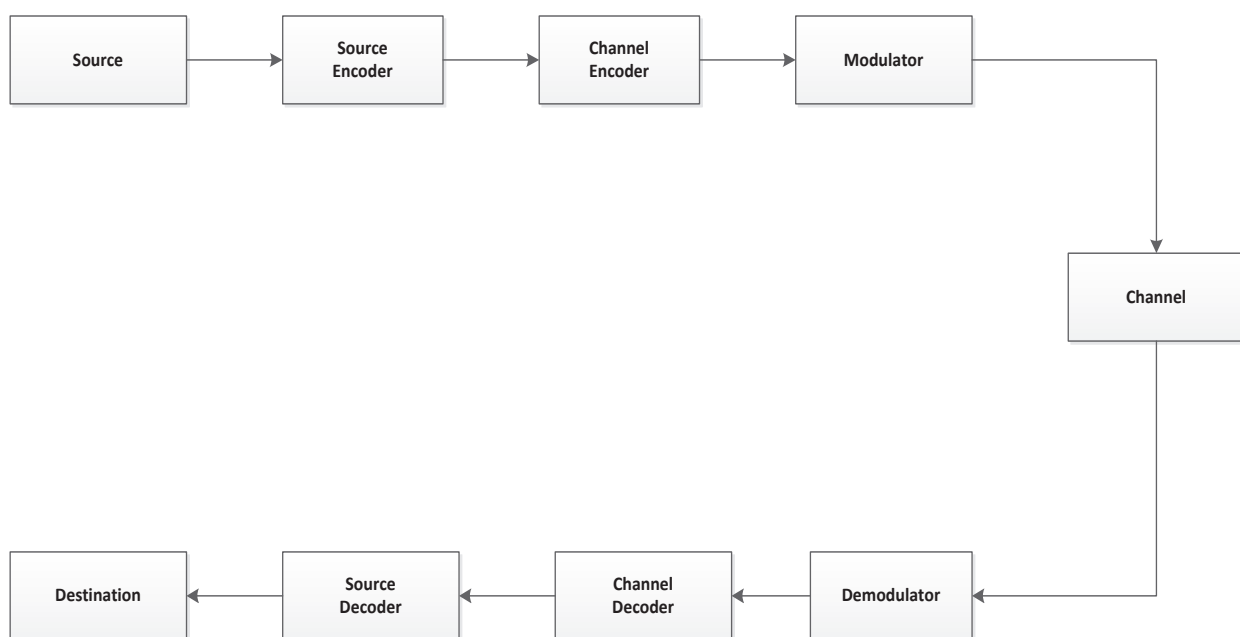 Source
Source
Encoder
Channel
Encoder
Modulator
Channel
Destination
Source
Decoder
Channel
Decoder
Demodulator